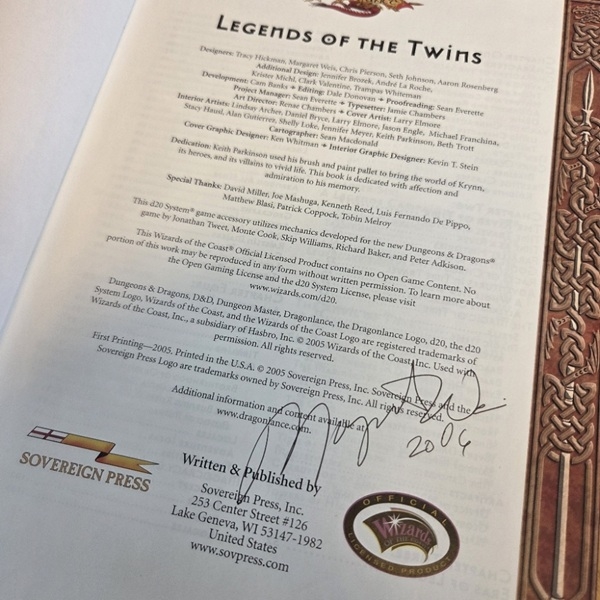 Legends of the Twins
Designers: Tracy Hickman, Margaret Weis, Chris Pierson, Seth Johnson, Aaron Rosenberg
Additional Design: Jennifer Brozek, André La Roche,
Krister Michl, Clark Valentine, Trampas Whiteman
Development: Cam Banks ✦ Editing: Dale Donovan ✦ Proofreading: Sean Everette
Project Manager: Sean Everette ✦ Typesetter: Jamie Chambers
Art Director: Renae Chambers ✦ Cover Artist: Larry Elmore
Interior Artists: Lindsay Archer, Daniel Bryce, Larry Elmore, Jason Engle, Michael Franchina,
Stacy Hausl, Alan Gutierrez, Shelly Loke, Jennifer Meyer, Keith Parkinson, Beth Trott
Cartographer: Sean Macdonald
Cover Graphic Designer: Ken Whitman ✦ Interior Graphic Designer: Kevin T. Stein
Dedication: Keith Parkinson used his brush and paint pallet to bring the world of Krynn,
its heroes, and its villains to vivid life. This book is dedicated with affection and
admiration to his memory.
Special Thanks: David Miller, Joe Mashuga, Kenneth Reed, Luis Fernando De Pippo,
Matthew Blasi, Patrick Coppock, Tobin Melroy
This d20 System® game accessory utilizes mechanics developed for the new Dungeons & Dragons®
game by Jonathan Tweet, Monte Cook, Skip Williams, Richard Baker, and Peter Adkison.
This Wizards of the Coast® Official Licensed Product contains no Open Game Content. No
portion of this work may be reproduced in any form without written permission. To learn more about
the Open Gaming License and the d20 System License, please visit
www.wizards.com/d20.
Dungeons & Dragons, D&D, Dungeon Master, Dragonlance, the Dragonlance Logo, d20, the d20
System Logo, Wizards of the Coast, and the Wizards of the Coast Logo are registered trademarks of
Wizards of the Coast, Inc., a subsidiary of Hasbro, Inc. © 2005 Wizards of the Coast, Inc. Used with
permission. All rights reserved.
First Printing—2005. Printed in the U.S.A. © 2005 Sovereign Press, Inc. Sovereign Press and the
Sovereign Press Logo are trademarks owned by Sovereign Press, Inc. All rights reserved.
Additional information and content available at
www.dragonlance.com.
2006
SOVEREIGN PRESS
Written & Published by
Sovereign Press, Inc.
253 Center Street #126
Lake Geneva, WI 53147-1982
United States
www.sovpress.com
OFFICIAL
Wizards
LICENSED PRODUCT